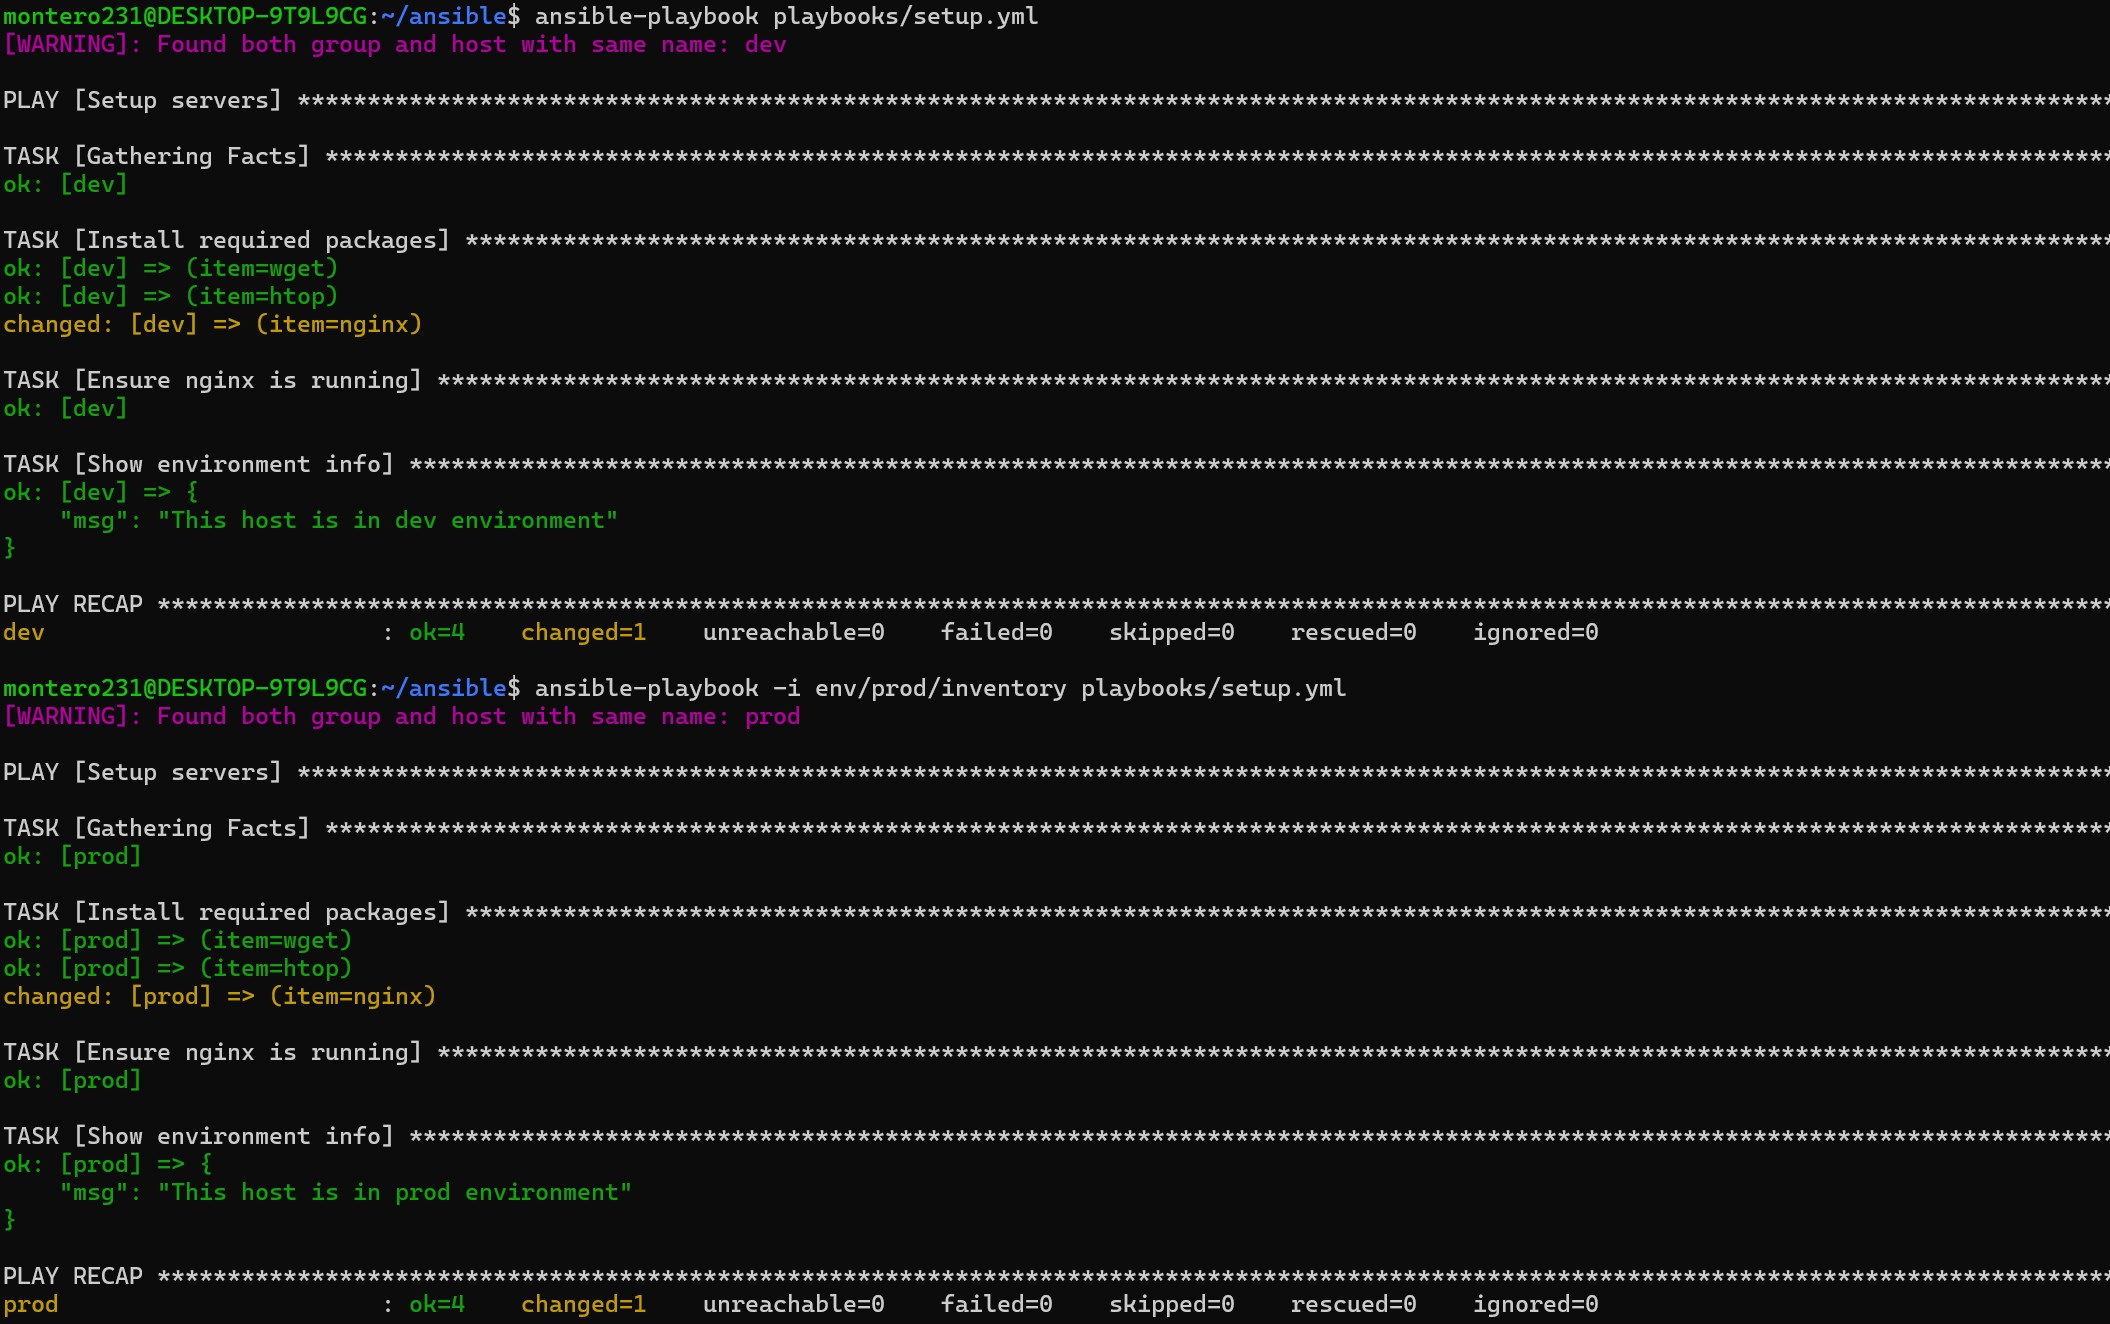 montero231@DESKTOP-9T9L9CG:~/ansible$ ansible-playbook playbooks/setup.yml
[WARNING]: Found both group and host with same name: dev
PLAY [Setup servers] *********************************************************************************************************************************
TASK [Gathering Facts] *******************************************************************************************************************************
ok: [dev]
TASK [Install required packages] *********************************************************************************************************************
ok: [dev] => (item=wget)
ok: [dev] => (item=htop)
changed: [dev] => (item=nginx)
TASK [Ensure nginx is running] ***********************************************************************************************************************
ok: [dev]
TASK [Show environment info] *************************************************************************************************************************
ok: [dev] => {
    "msg": "This host is in dev environment"
}
PLAY RECAP *******************************************************************************************************************************************
dev                        : ok=4    changed=1    unreachable=0    failed=0    skipped=0    rescued=0    ignored=0
montero231@DESKTOP-9T9L9CG:~/ansible$ ansible-playbook -i env/prod/inventory playbooks/setup.yml
[WARNING]: Found both group and host with same name: prod
PLAY [Setup servers] *********************************************************************************************************************************
TASK [Gathering Facts] *******************************************************************************************************************************
ok: [prod]
TASK [Install required packages] *********************************************************************************************************************
ok: [prod] => (item=wget)
ok: [prod] => (item=htop)
changed: [prod] => (item=nginx)
TASK [Ensure nginx is running] ***********************************************************************************************************************
ok: [prod]
TASK [Show environment info] *************************************************************************************************************************
ok: [prod] => {
    "msg": "This host is in prod environment"
}
PLAY RECAP *******************************************************************************************************************************************
prod                       : ok=4    changed=1    unreachable=0    failed=0    skipped=0    rescued=0    ignored=0